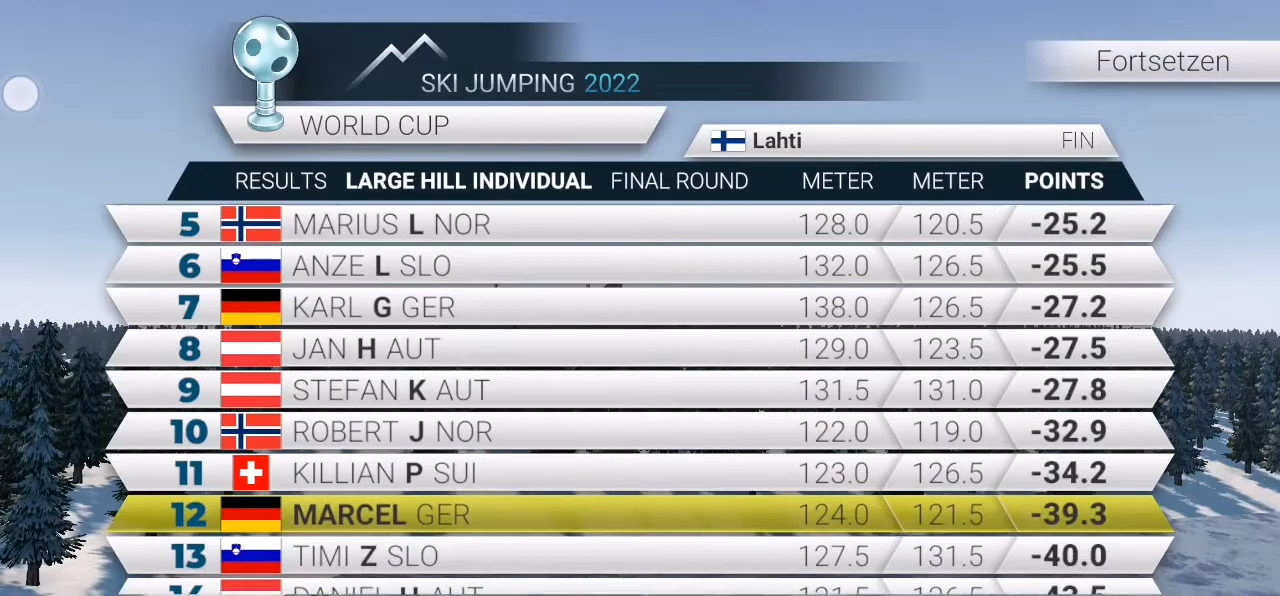 SKI JUMPING 2022
Fortsetzen
WORLD CUP
Lahti FIN
RESULTS LARGE HILL INDIVIDUAL FINAL ROUND METER METER POINTS
5 MARIUS L NOR 128.0 120.5 -25.2
6 ANZE L SLO 132.0 126.5 -25.5
7 KARL G GER 138.0 126.5 -27.2
8 JAN H AUT 129.0 123.5 -27.5
9 STEFAN K AUT 131.5 131.0 -27.8
10 ROBERT J NOR 122.0 119.0 -32.9
11 KILLIAN P SUI 123.0 126.5 -34.2
12 MARCEL GER 124.0 121.5 -39.3
13 TIMI Z SLO 127.5 131.5 -40.0